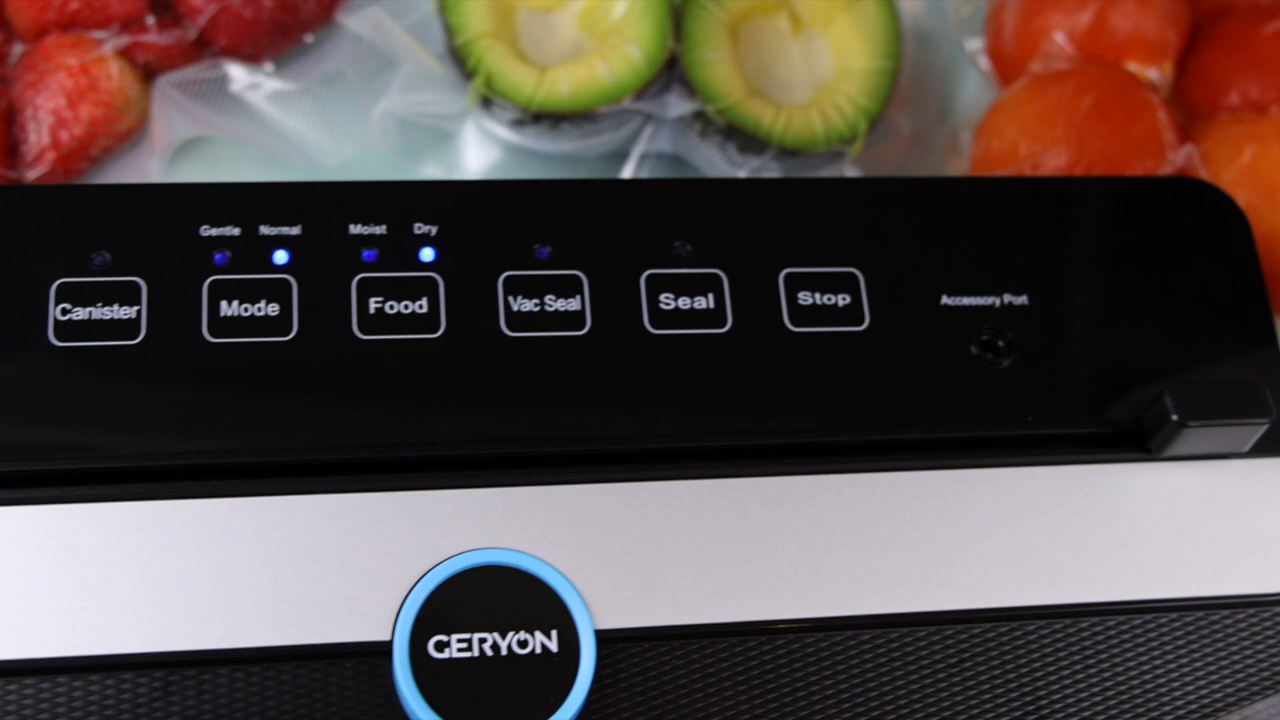 Gentle Normal Moist Dry
Canister Mode Food Vac Seal Seal Stop Accessory Port
GERYON